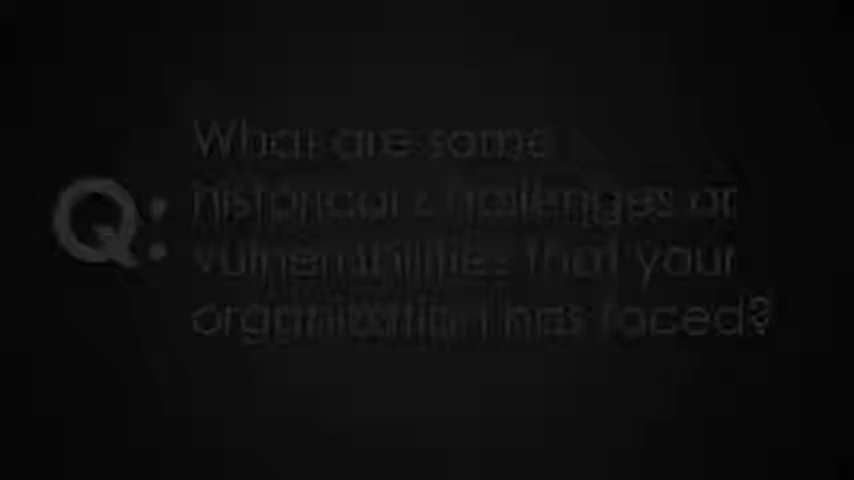 Q:
What are some
historical challenges or
vulnerabilities that your
organization has faced?